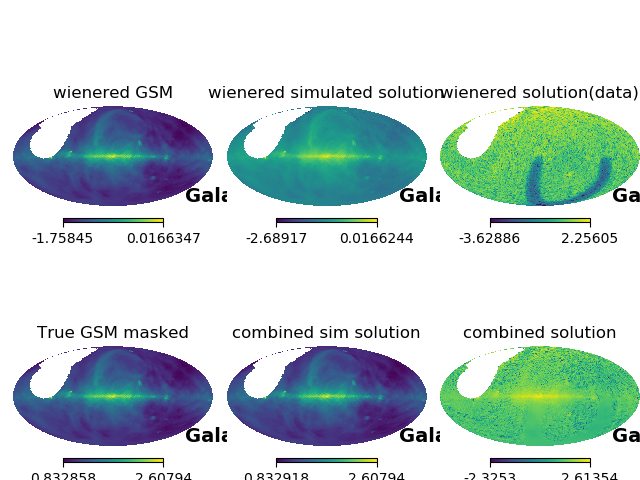 wienered GSM
wienered simulated solution
wienered solution(data)
Gala
Gala
Ga
-1.75845 0.0166347
-2.68917 0.0166244
-3.62886 2.25605
True GSM masked
combined sim solution
combined solution
Gala
Gala
Ga
0.832858 2.60794
0.832918 2.60794
-2.3253 2.61354